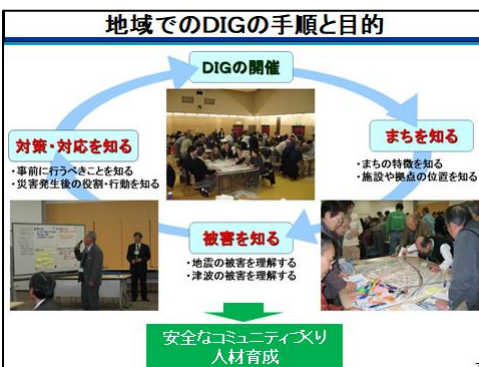 地域でのDIGの手順と目的
DIGの開催
対策・対応を知る
・事前に行うべきことを知る
・災害発生後の役割・行動を知る
まちを知る
・まちの特徴を知る
・施設や拠点の位置を知る
被害を知る
・地震の被害を理解する
・津波の被害を理解する
安全なコミュニティづくり
人材育成